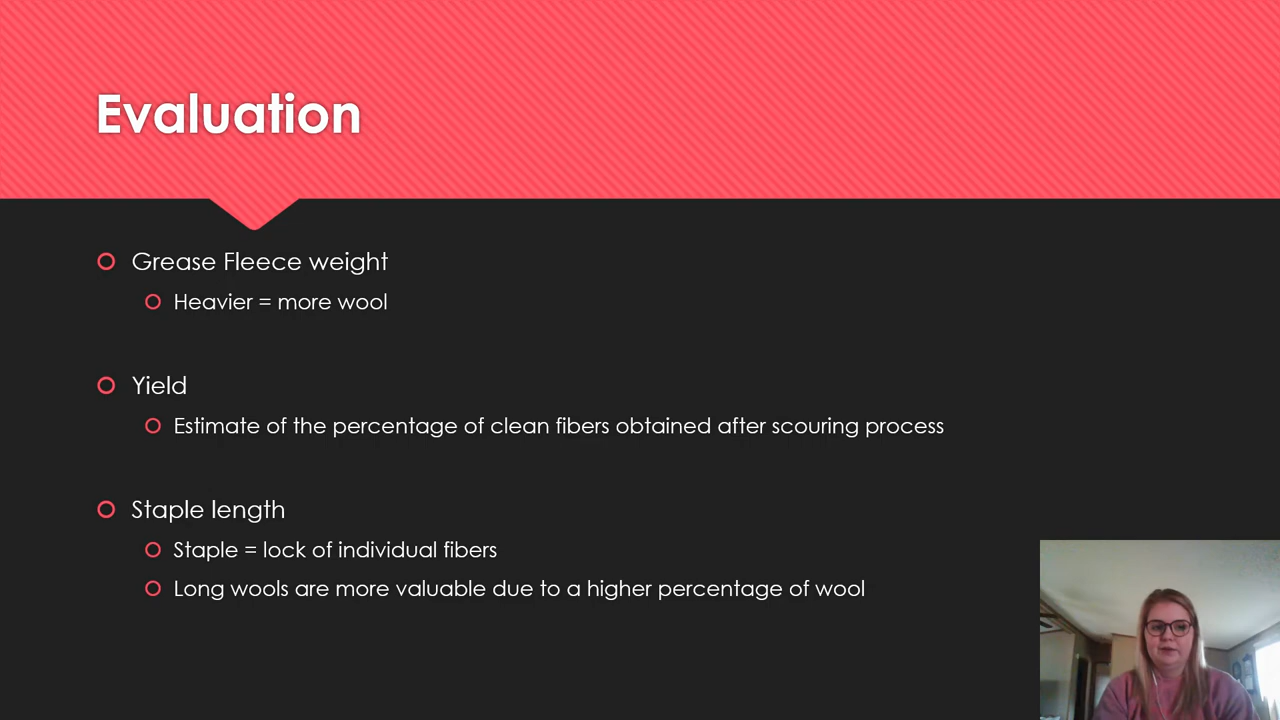 Evaluation
Grease Fleece weight
Heavier = more wool
Yield
Estimate of the percentage of clean fibers obtained after scouring process
Staple length
Staple = lock of individual fibers
Long wools are more valuable due to a higher percentage of wool